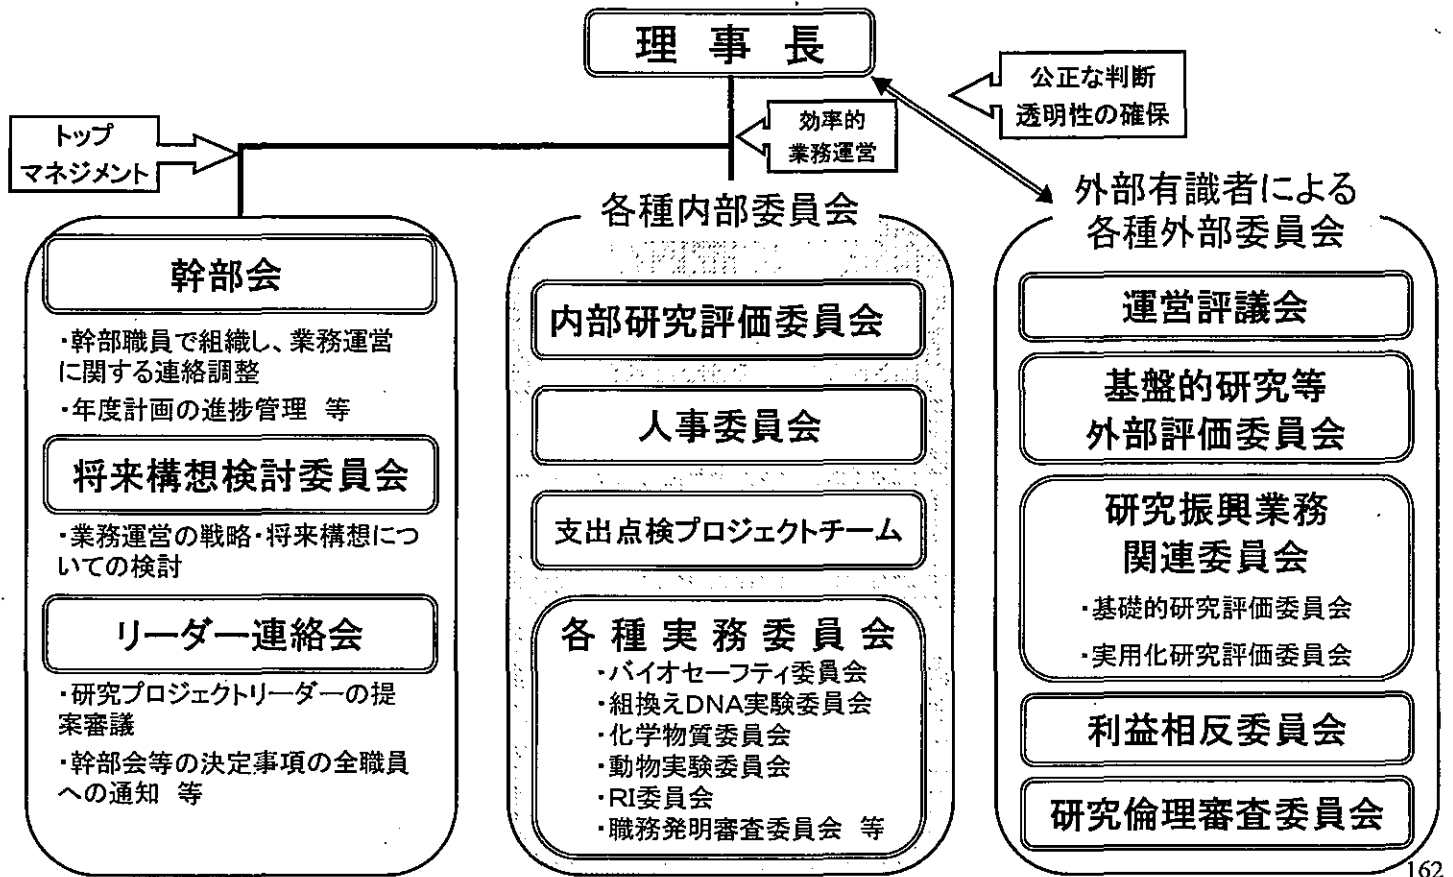 理事長
公正な判断
透明性の確保
効率的
業務運営
トップ
マネジメント
幹部会
・幹部職員で組織し、業務運営
に関する連絡調整
・年度計画の進捗管理 等
将来構想検討委員会
・業務運営の戦略・将来構想につ
いての検討
リーダー連絡会
・研究プロジェクトリーダーの提
案審議
・幹部会等の決定事項の全職員
への通知 等
各種内部委員会
内部研究評価委員会
人事委員会
支出点検プロジェクトチーム
各種実務委員会
・バイオセーフティ委員会
・組換えDNA実験委員会
・化学物質委員会
・動物実験委員会
・RI委員会
・職務発明審査委員会 等
外部有識者による
各種外部委員会
運営評議会
基盤的研究等
外部評価委員会
研究振興業務
関連委員会
・基礎的研究評価委員会
・実用化研究評価委員会
利益相反委員会
研究倫理審査委員会
162